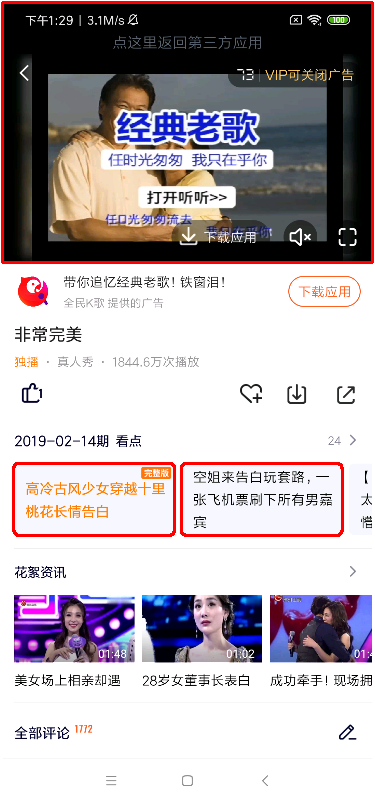 下午1:29 | 3.1M/s
100
点这里返回第三方应用
73 VIP可关闭广告
经典老歌
任时光匆匆 我只在乎你
打开听听>>
任口光匆匆流去
下载应用
带你追忆经典老歌! 铁窗泪!
全民K歌 提供的广告
下载应用
非常完美
独播 · 真人秀 · 1844.6万次播放
2019-02-14期 看点
24
完整版
高冷古风少女穿越十里
桃花长情告白
空姐来告白玩套路,一
张飞机票刷下所有男嘉
宾
【
太
惜
花絮资讯
01:48
01:02
美女场上相亲却遇
28岁女董事长表白
成功牵手! 现场拥
全部评论 1772